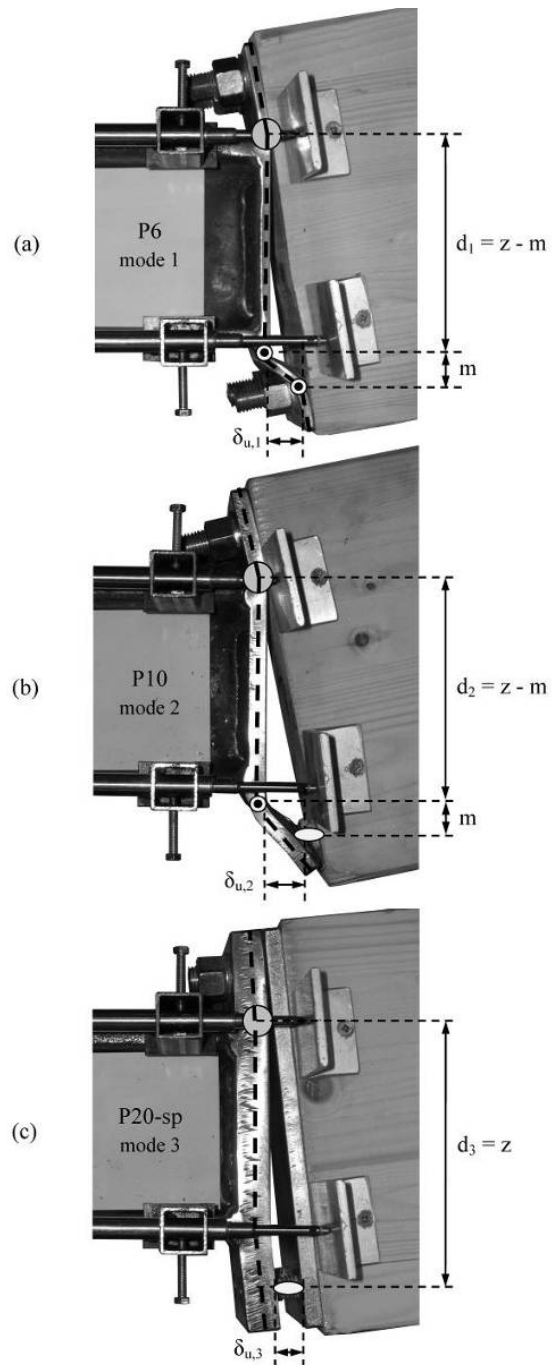 (a)
P6
mode 1
d₁ = z - m
m
δu,1
(b)
P10
mode 2
d₂ = z - m
m
δu,2
(c)
P20-sp
mode 3
d₃ = z
δu,3